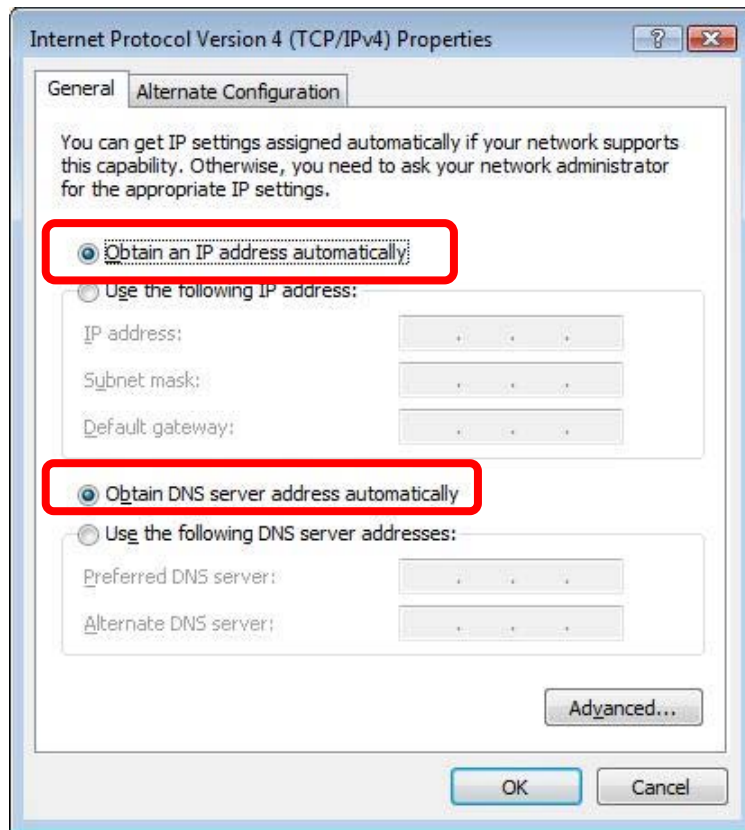 Internet Protocol Version 4 (TCP/IPv4) Properties
General
Alternate Configuration
You can get IP settings assigned automatically if your network supports
this capability. Otherwise, you need to ask your network administrator
for the appropriate IP settings.
Obtain an IP address automatically
Use the following IP address:
IP address:
Subnet mask:
Default gateway:
Obtain DNS server address automatically
Use the following DNS server addresses:
Preferred DNS server:
Alternate DNS server:
Advanced...
OK
Cancel